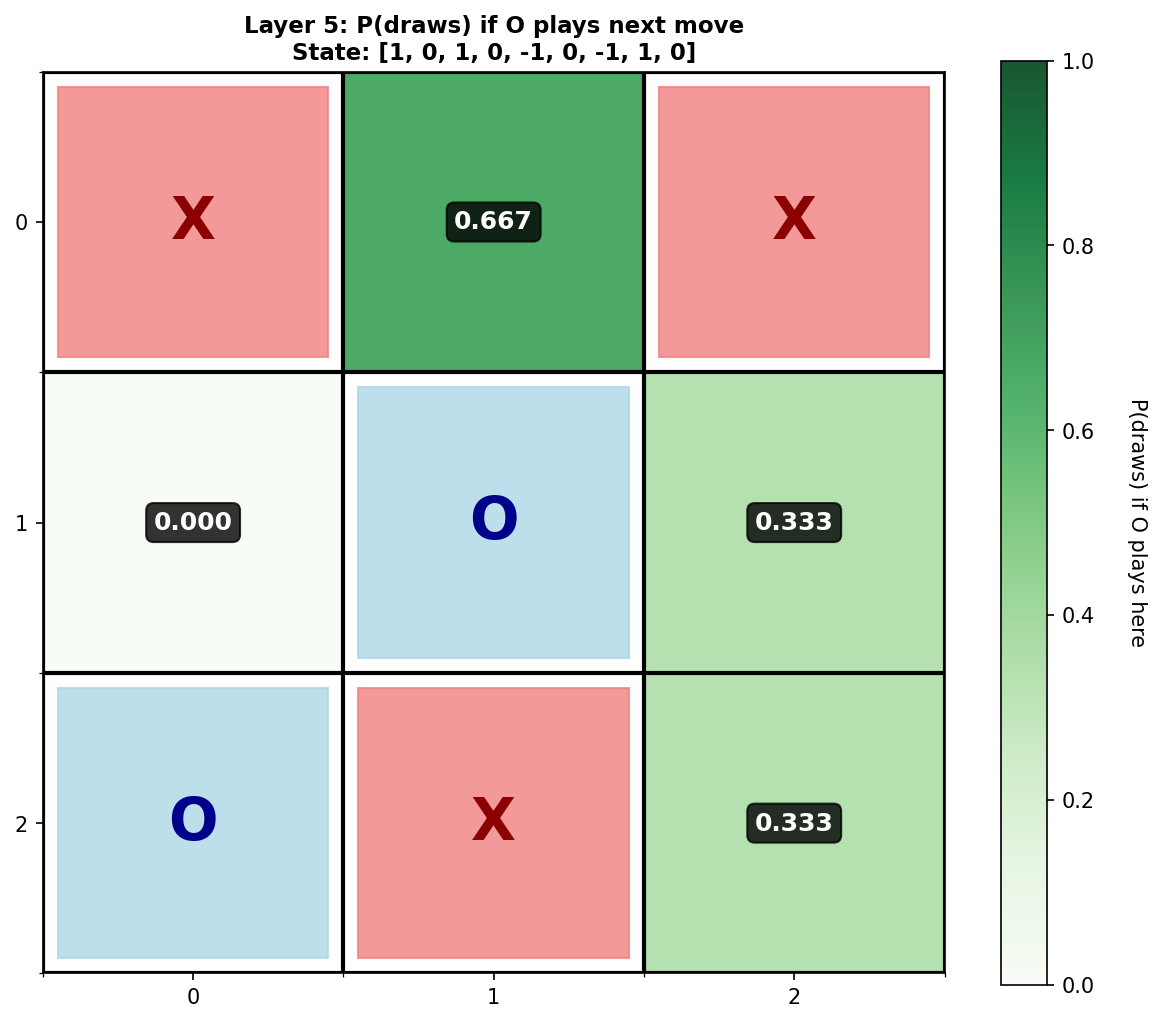 Layer 5: P(draws) if O plays next move
State: [1, 0, 1, 0, -1, 0, -1, 1, 0]
X
0.667
X
0
0.000
O
0.333
1
O
X
0.333
2
0
1
2
1.0
0.8
0.6
0.4
0.2
0.0
P(draws) if O plays here